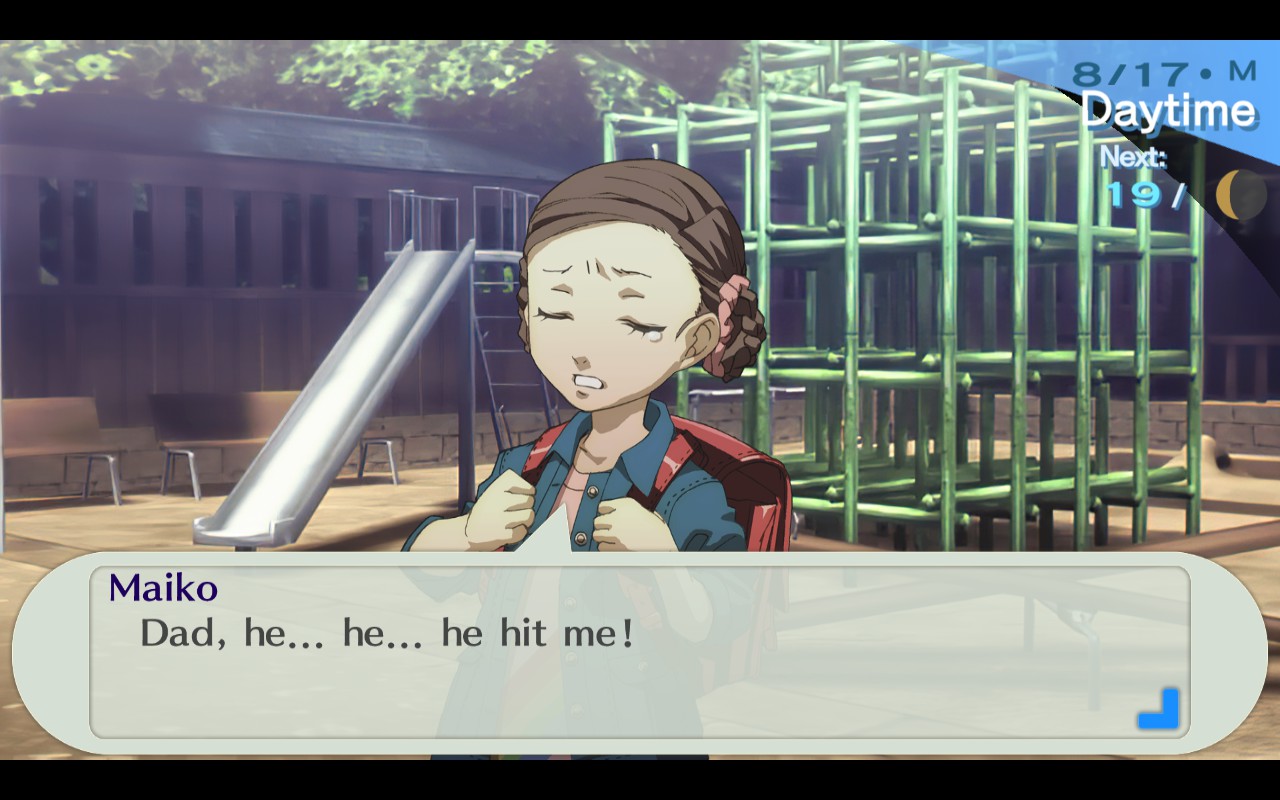 8/17・M
Daytime
Next:
19/
Maiko
Dad, he... he... he hit me!